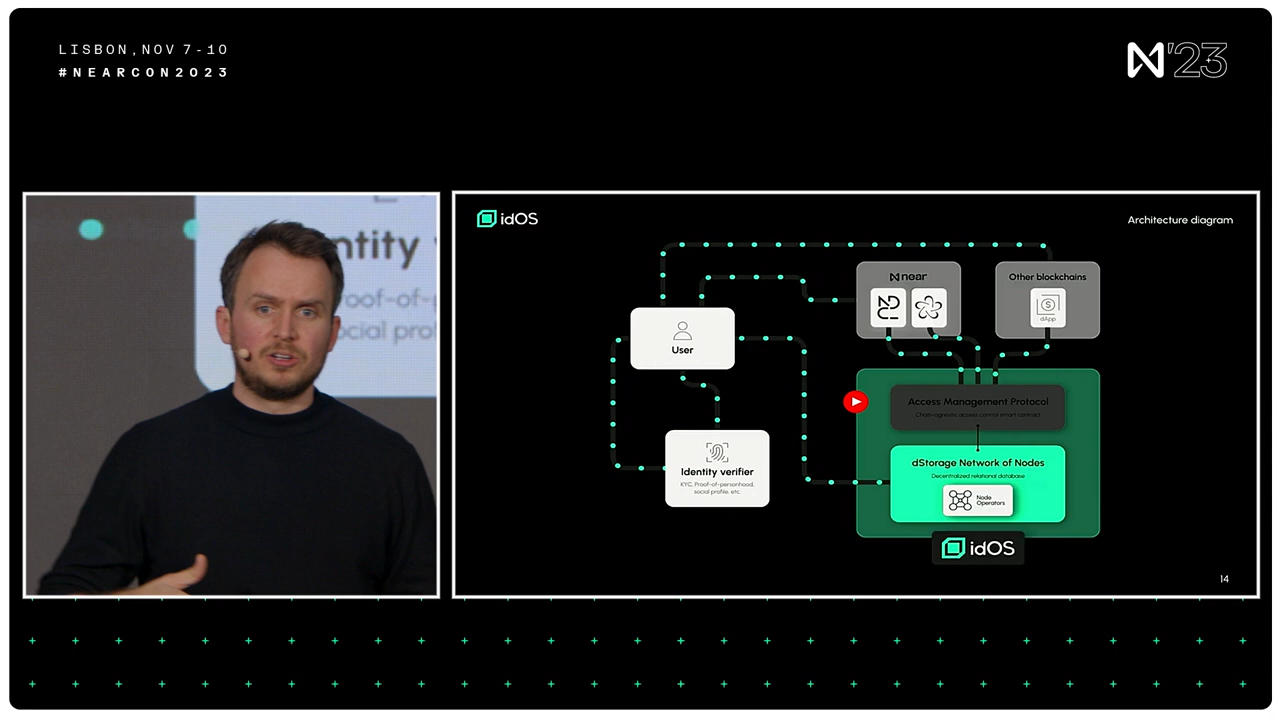 LISBON, NOV 7-10
#NEARCON2023
N'23
ntity v
roof-of-p
ocial prof
idOS
Architecture diagram
near
Other blockchains
dApp
User
Access Management Protocol
Chain-agnostic access control smart contract
Identity verifier
KYC, Proof-of-personhood,
social profile, etc.
dStorage Network of Nodes
Decentralized relational database
Node
Operators
idOS
14